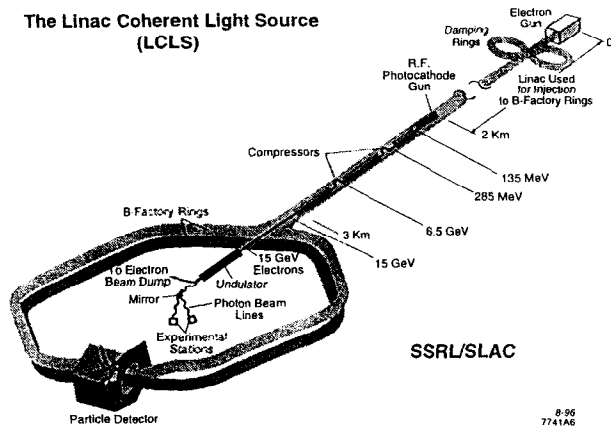 The Linac Coherent Light Source
(LCLS)
Electron
Gun
Damping
Rings
0
R.F.
Photocathode
Gun
Linac Used
for Injection
to B-Factory Rings
2 Km
Compressors
135 MeV
285 MeV
6.5 GeV
B-Factory Rings
3 Km
15 GeV
15 GeV
Electrons
To Electron
Beam Dump
Undulator
Mirror
Photon Beam
Lines
Experimental
Stations
SSRL/SLAC
Particle Detector
8-96
7741A6